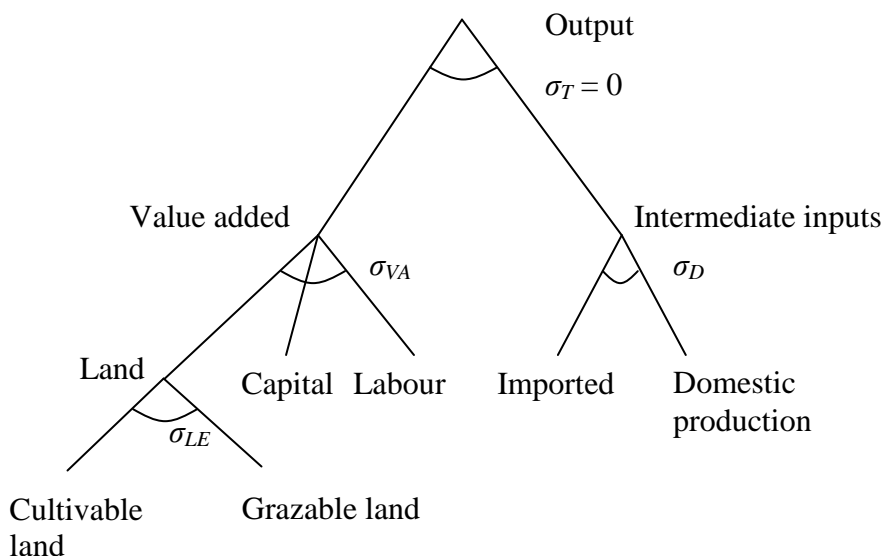 Output
σT = 0
Value added
Intermediate inputs
σVA
σD
Land
Capital
Labour
Imported
Domestic
production
σLE
Cultivable
land
Grazable land